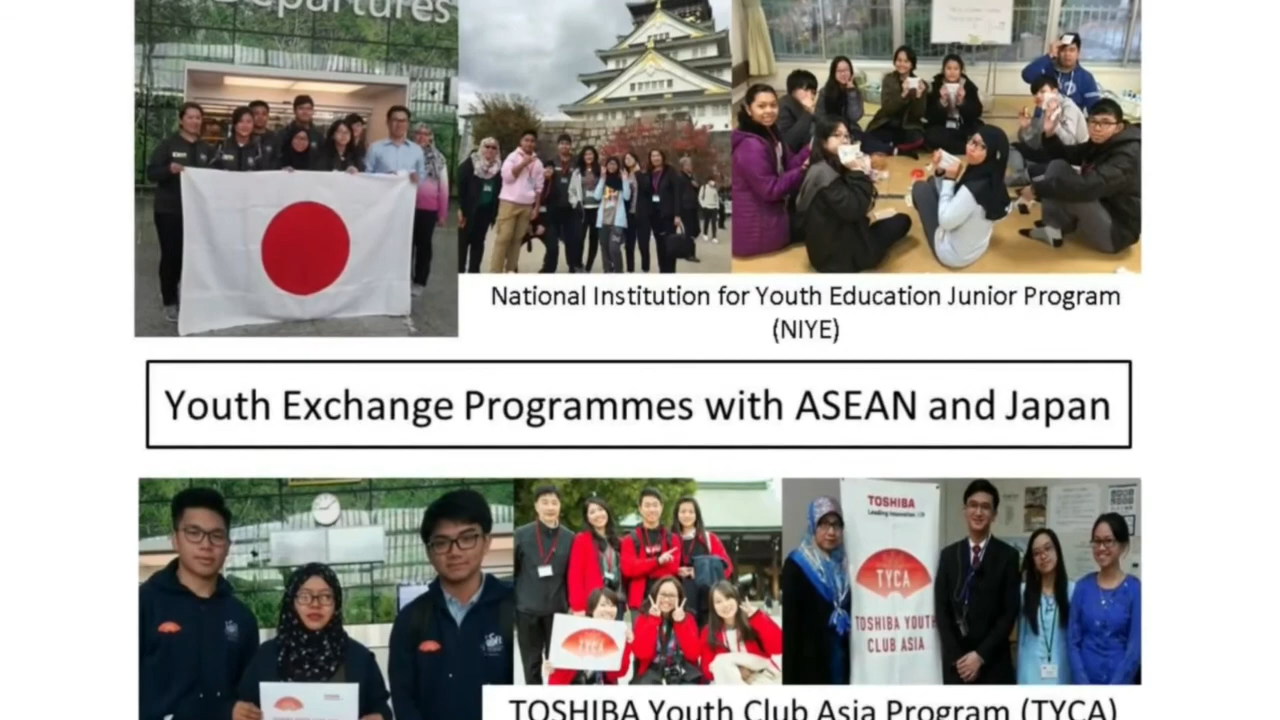 Departures
National Institution for Youth Education Junior Program
(NIYE)
Youth Exchange Programmes with ASEAN and Japan
TOSHIBA
Leading Innovation
TYCA
TOSHIBA YOUTH
CLUB ASIA
TYCA
TOSHIBA Youth Club Asia Program (TYCA)